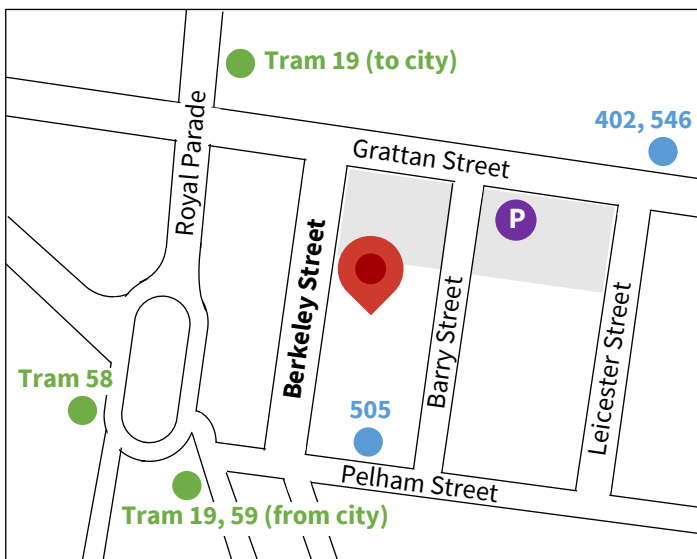 Tram 19 (to city)
402, 546
Grattan Street
Royal Parade
P
Berkeley Street
Barry Street
Leicester Street
Tram 58
505
Pelham Street
Tram 19, 59 (from city)